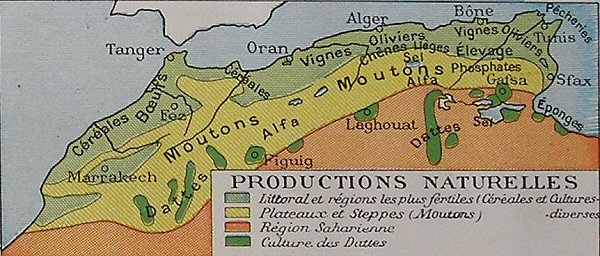 Pêcheries
Bône
Alger
Tunis
Oliviers
Vignes
Oliviers
Tanger
Oran
Vignes
Chênes Lièges
Élevage
Sel
Phosphates
Céréales
Moutons
Alfa
Gafsa
Sfax
Céréales
Bœufs
Fez
Moutons
Alfa
Laghouat
Dattes
Sel
Éponges
Figuig
Marrakech
Dattes
PRODUCTIONS NATURELLES
Littoral et régions les plus fertiles (Céréales et Cultures-
Plateaux et Steppes (Moutons) -diverses)
Région Saharienne
Culture des Dattes